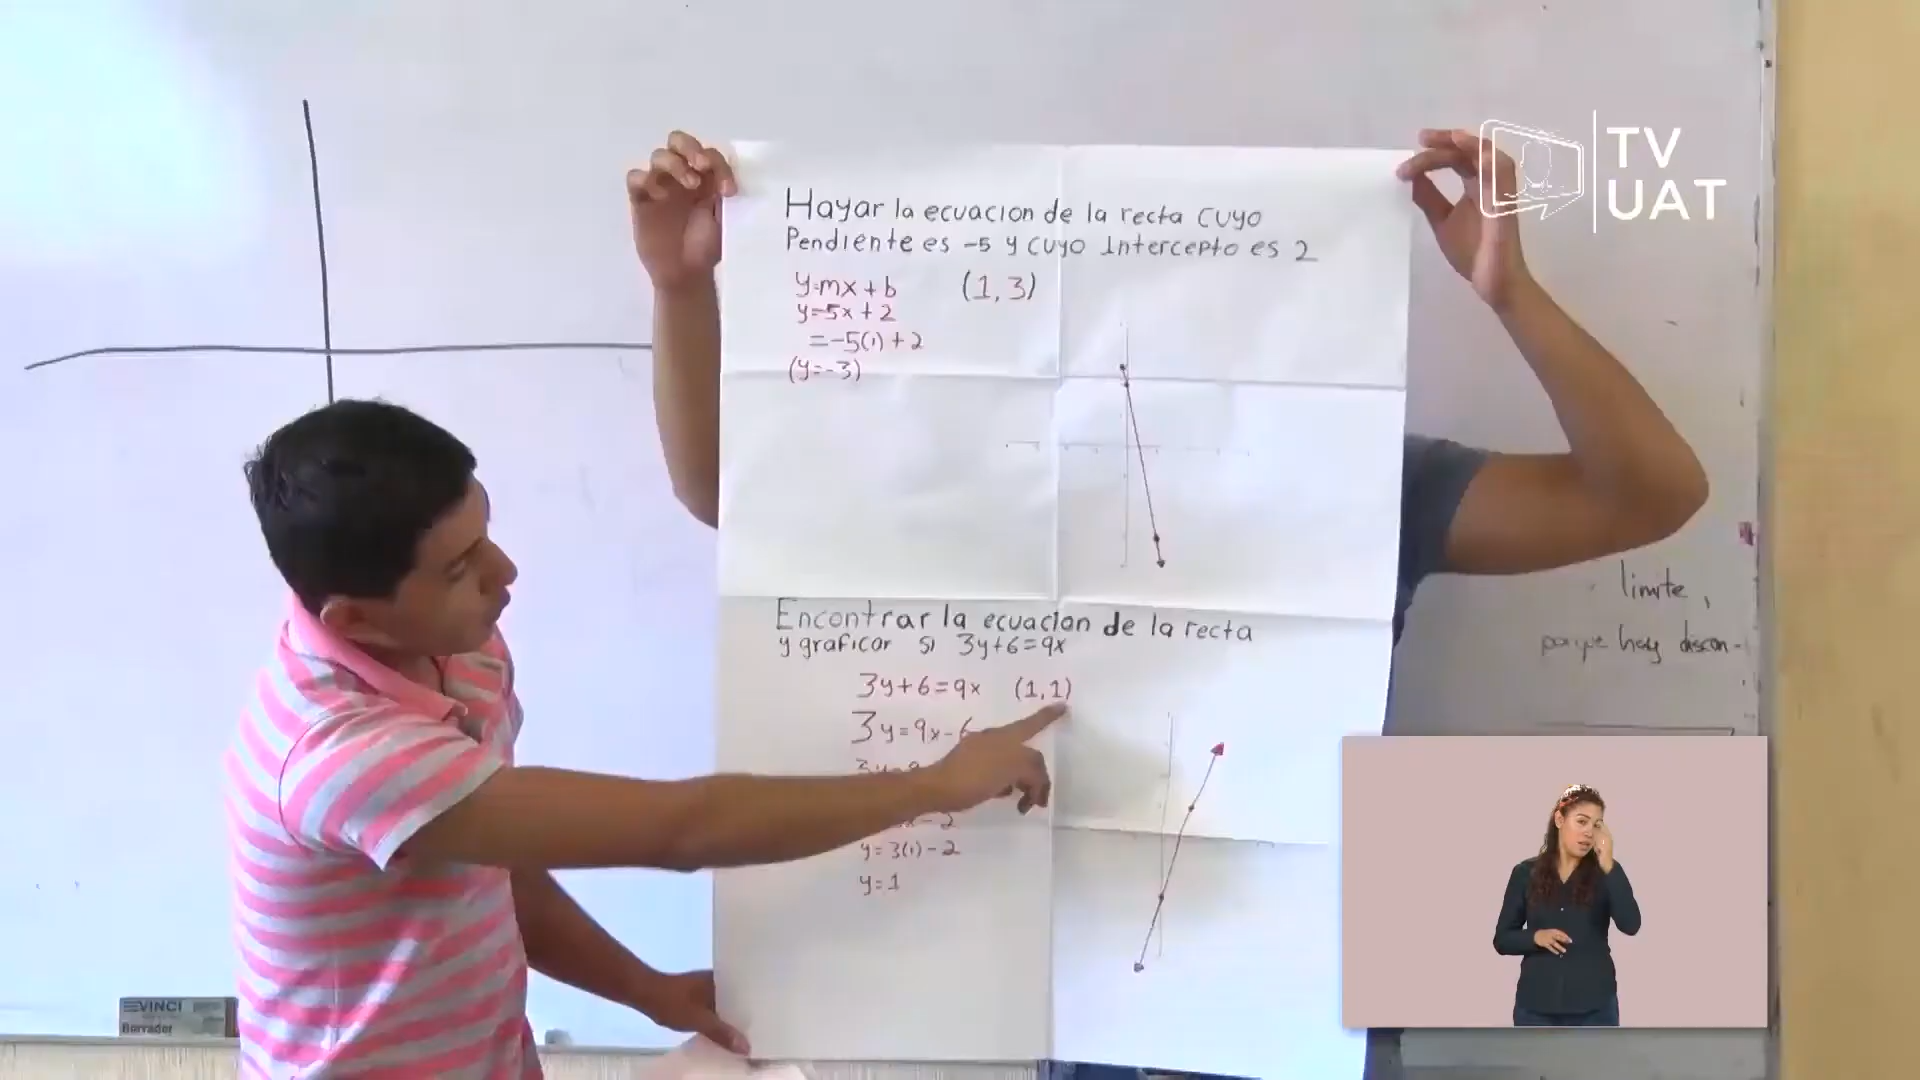 TV
UAT
Hayar la ecuacion de la recta cuyo
Pendiente es -5 y cuyo Intercepto es 2
y=mx+b (1,3)
y=5x+2
=-5(1)+2
(y=-3)
Encontrar la ecuacion de la recta
y graficar si 3y+6=9x
3y+6=9x (1,1)
3y=9x-6
x-2
y=3(1)-2
y=1
limite,
porque hay discon-
VINCI
Borrador